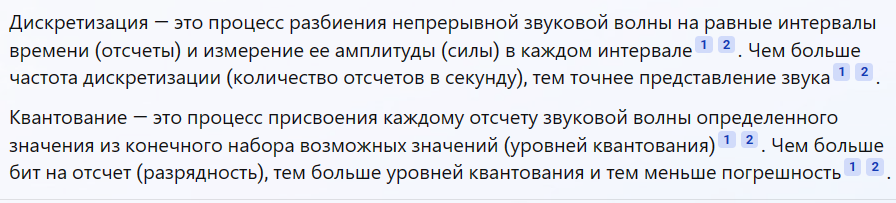 Дискретизация — это процесс разбиения непрерывной звуковой волны на равные интервалы
времени (отсчеты) и измерение ее амплитуды (силы) в каждом интервале 1 2 . Чем больше
частота дискретизации (количество отсчетов в секунду), тем точнее представление звука 1 2 .
Квантование — это процесс присвоения каждому отсчету звуковой волны определенного
значения из конечного набора возможных значений (уровней квантования) 1 2 . Чем больше
бит на отсчет (разрядность), тем больше уровней квантования и тем меньше погрешность 1 2 .